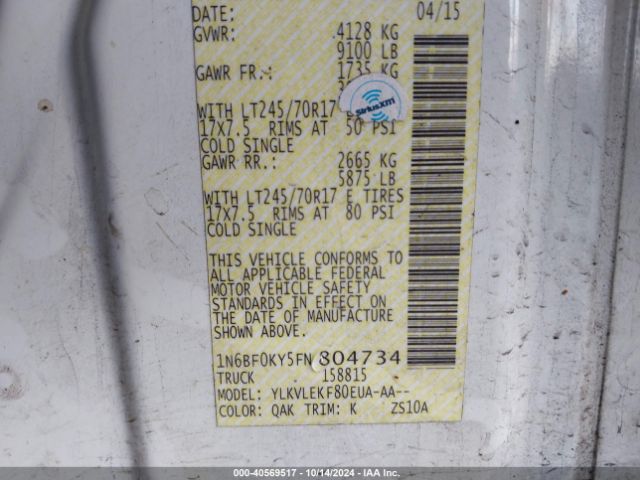 DATE: 04/15
GVWR: 4128 KG
9100 LB
GAWR FR.: 1735 KG
SiriusXM
WITH LT245/70R17
17X7.5 RIMS AT 50 PSI
COLD SINGLE
GAWR RR.: 2665 KG
5875 LB
WITH LT245/70R17 E TIRES
17X7.5 RIMS AT 80 PSI
COLD SINGLE
THIS VEHICLE CONFORMS TO
ALL APPLICABLE FEDERAL
MOTOR VEHICLE SAFETY
STANDARDS IN EFFECT ON
THE DATE OF MANUFACTURE
SHOWN ABOVE.
1N6BF0KY5FN 804734
TRUCK 158815
MODEL: YLKVLEKF80EUA-AA--
COLOR: QAK TRIM: K ZS10A
000-40569517 - 10/14/2024 - IAA Inc.